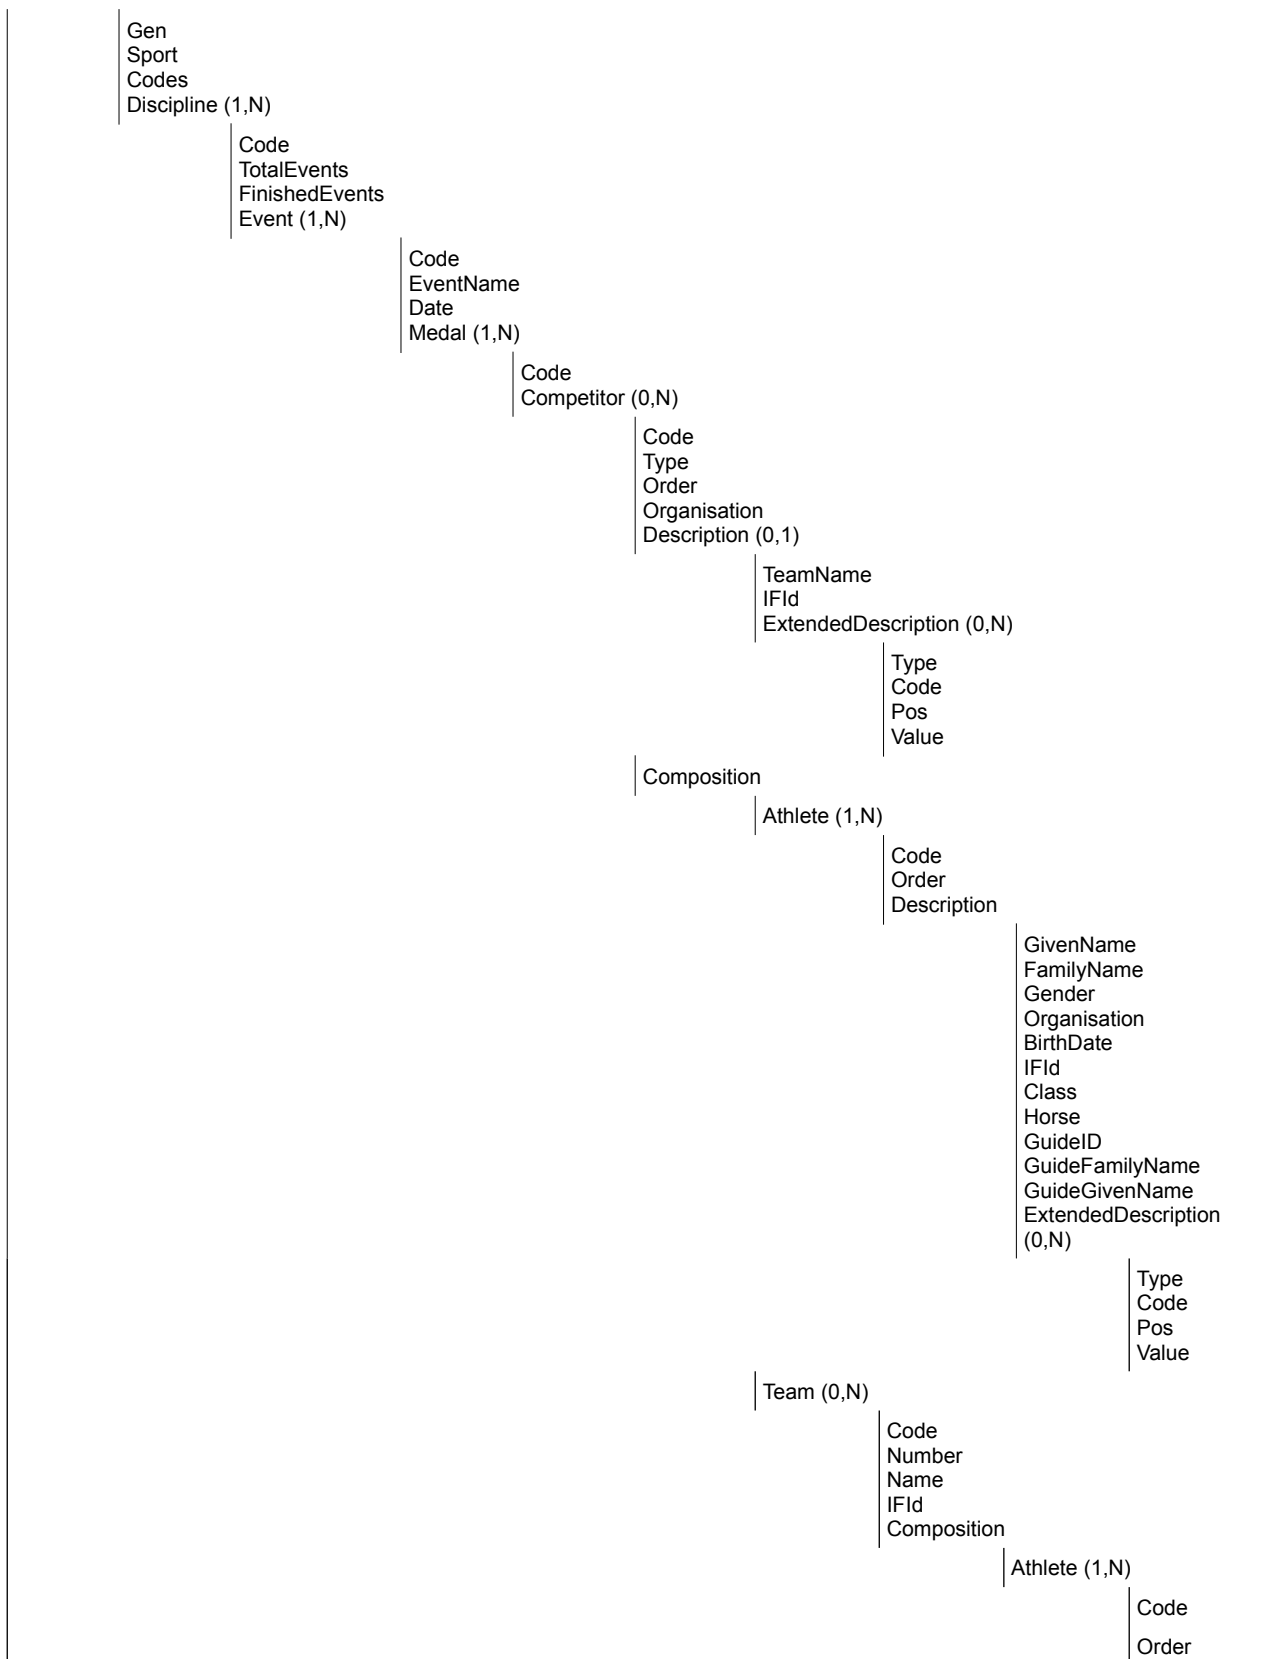 Gen
Sport
Codes
Discipline (1,N)
Code
TotalEvents
FinishedEvents
Event (1,N)
Code
EventName
Date
Medal (1,N)
Code
Competitor (0,N)
Code
Type
Order
Organisation
Description (0,1)
TeamName
IFId
ExtendedDescription (0,N)
Type
Code
Pos
Value
Composition
Athlete (1,N)
Code
Order
Description
GivenName
FamilyName
Gender
Organisation
BirthDate
IFId
Class
Horse
GuideID
GuideFamilyName
GuideGivenName
ExtendedDescription
(0,N)
Type
Code
Pos
Value
Team (0,N)
Code
Number
Name
IFId
Composition
Athlete (1,N)
Code
Order